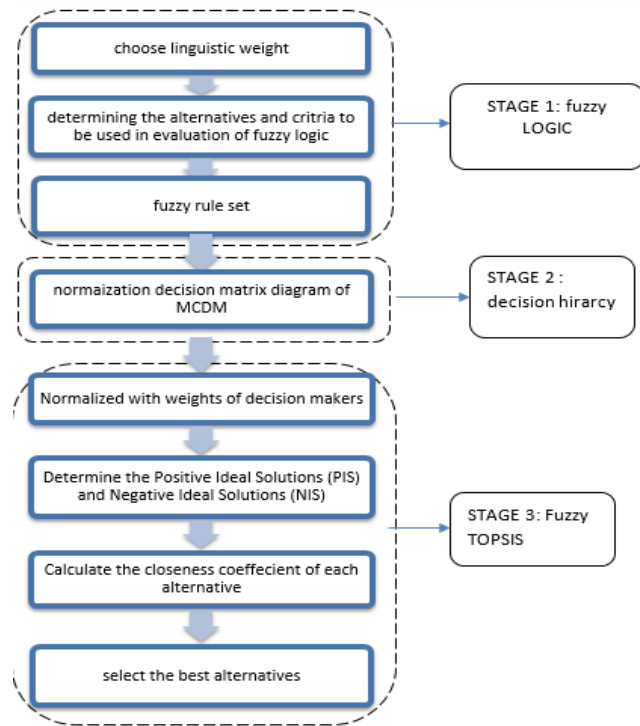 choose linguistic weight
determining the alternatives and critria to
be used in evaluation of fuzzy logic
STAGE 1: fuzzy
LOGIC
fuzzy rule set
normaization decision matrix diagram of
MCDM
STAGE 2 :
decision hirarcy
Normalized with weights of decision makers
Determine the Positive Ideal Solutions (PIS)
and Negative Ideal Solutions (NIS)
STAGE 3: Fuzzy
TOPSIS
Calculate the closeness coeffecient of each
alternative
select the best alternatives